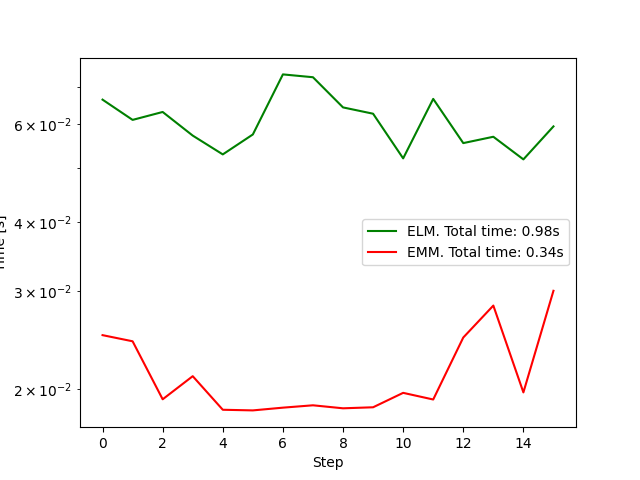 6 × 10⁻²
4 × 10⁻²
3 × 10⁻²
2 × 10⁻²
ELM. Total time: 0.98s
EMM. Total time: 0.34s
0 2 4 6 8 10 12 14
Step